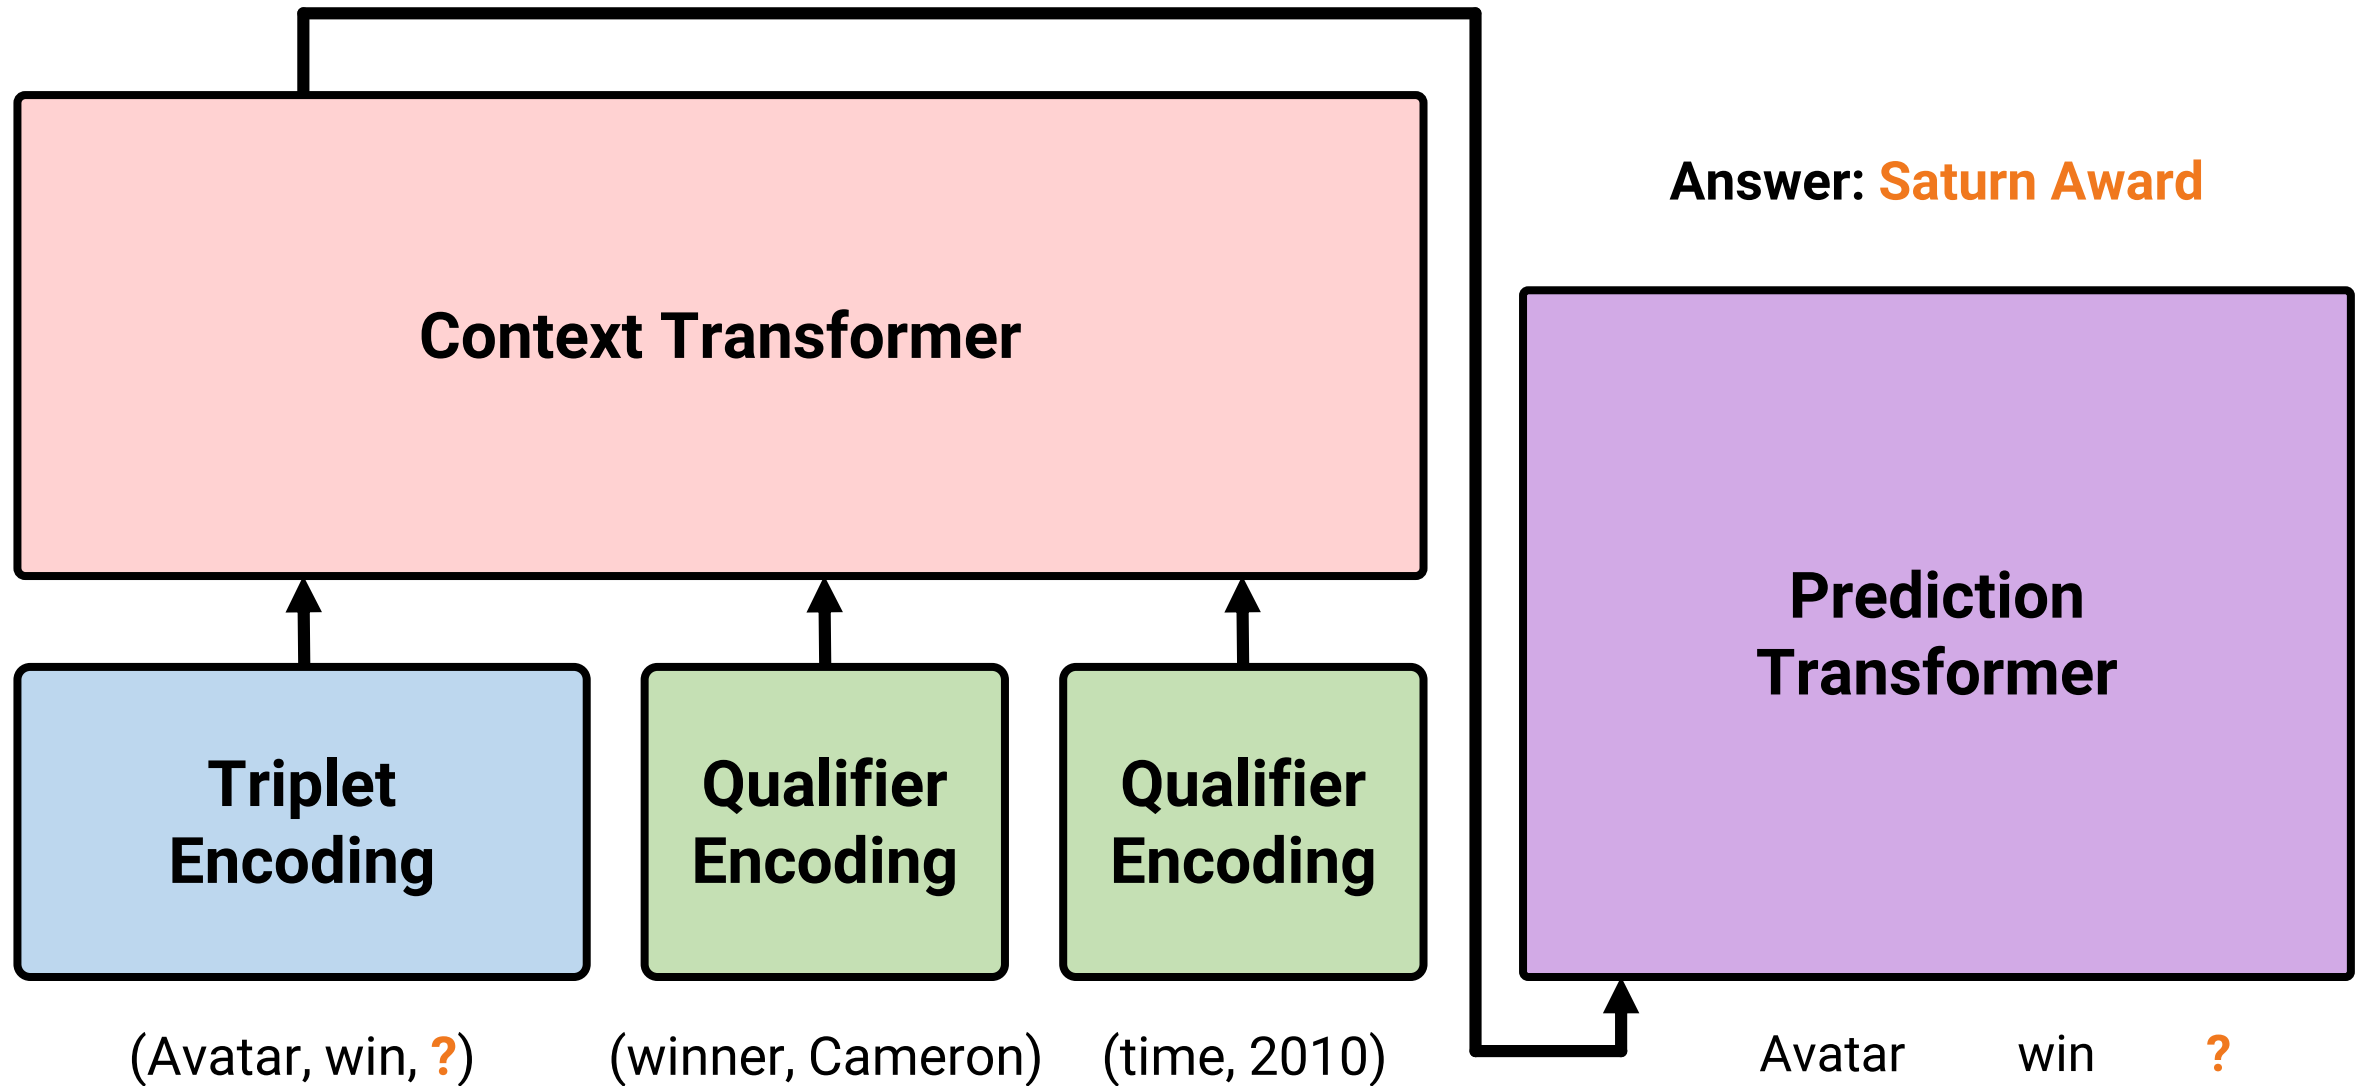 Context Transformer
Answer: Saturn Award
Prediction
Transformer
Triplet
Encoding
Qualifier
Encoding
Qualifier
Encoding
(Avatar, win, ?)
(winner, Cameron)
(time, 2010)
Avatar win ?